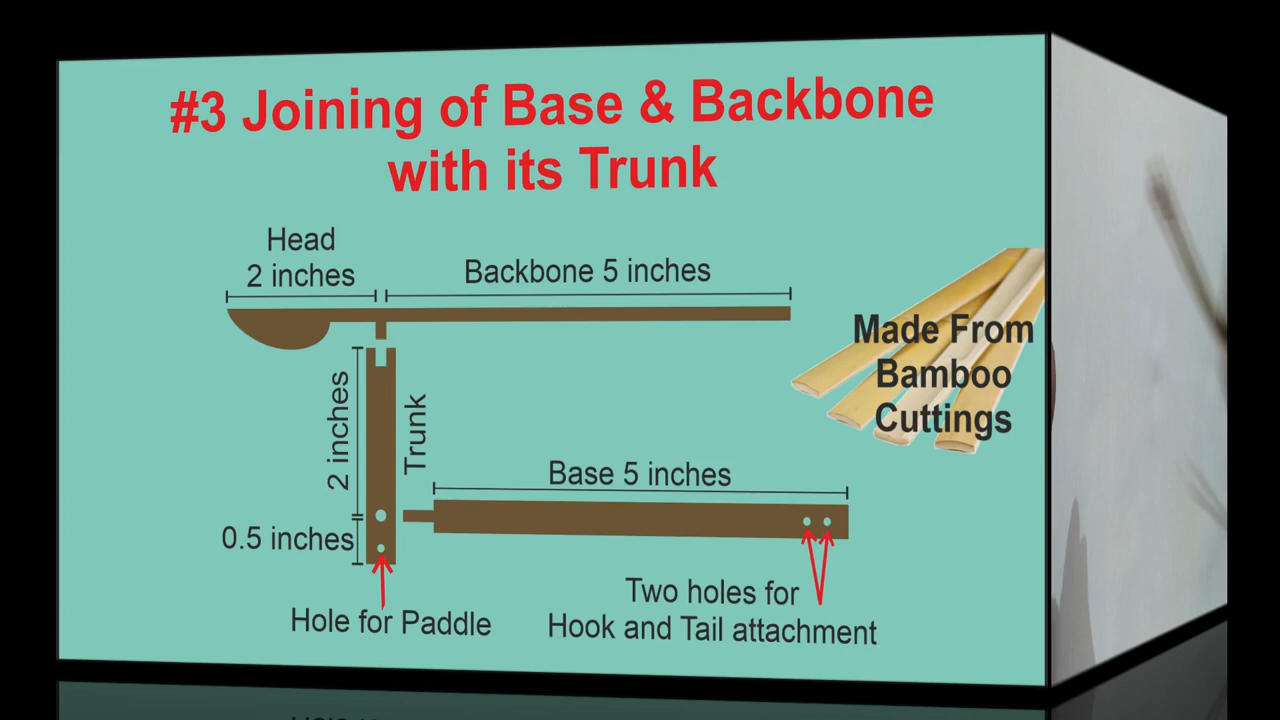 #3 Joining of Base & Backbone
with its Trunk
Head
2 inches
Backbone 5 inches
Made From
Bamboo
Cuttings
2 inches
Trunk
Base 5 inches
0.5 inches
Hole for Paddle
Two holes for
Hook and Tail attachment